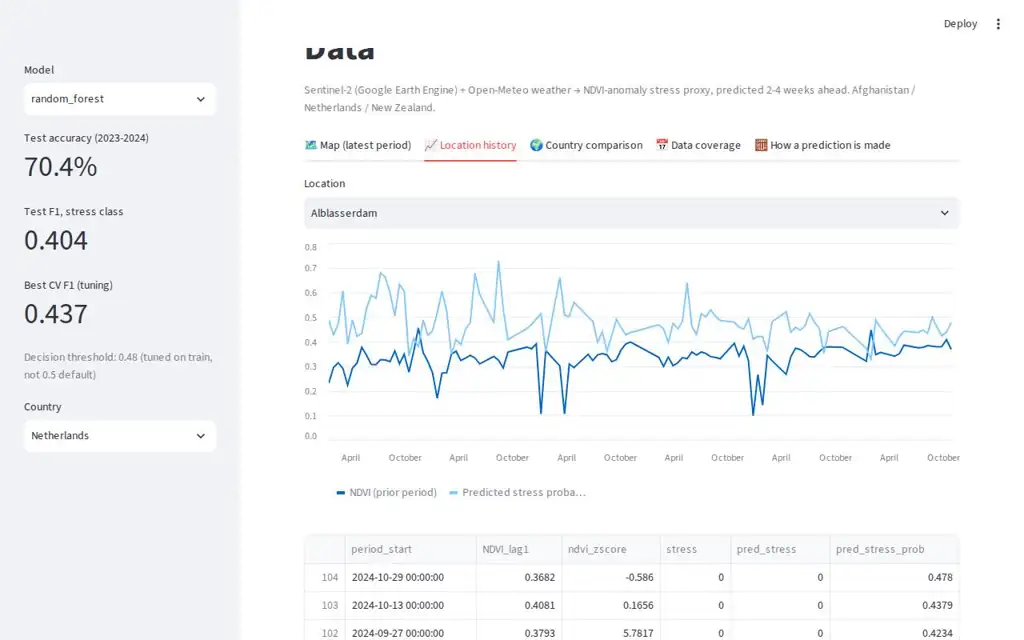 Deploy
Model
random_forest
Test accuracy (2023-2024)
70.4%
Test F1, stress class
0.404
Best CV F1 (tuning)
0.437
Decision threshold: 0.48 (tuned on train,
not 0.5 default)
Country
Netherlands
Data
Sentinel-2 (Google Earth Engine) + Open-Meteo weather → NDVI-anomaly stress proxy, predicted 2-4 weeks ahead. Afghanistan /
Netherlands / New Zealand.
Map (latest period) Location history Country comparison Data coverage How a prediction is made
Location
Alblasserdam
0.8
0.7
0.6
0.5
0.4
0.3
0.2
0.1
0.0
April October April October April October April October April October April October
NDVI (prior period) Predicted stress proba…
period_start NDVI_lag1 ndvi_zscore stress pred_stress pred_stress_prob
104 2024-10-29 00:00:00 0.3682 -0.586 0 0 0.478
103 2024-10-13 00:00:00 0.4081 0.1656 0 0 0.4379
102 2024-09-27 00:00:00 0.3793 5.7817 0 0 0.4234